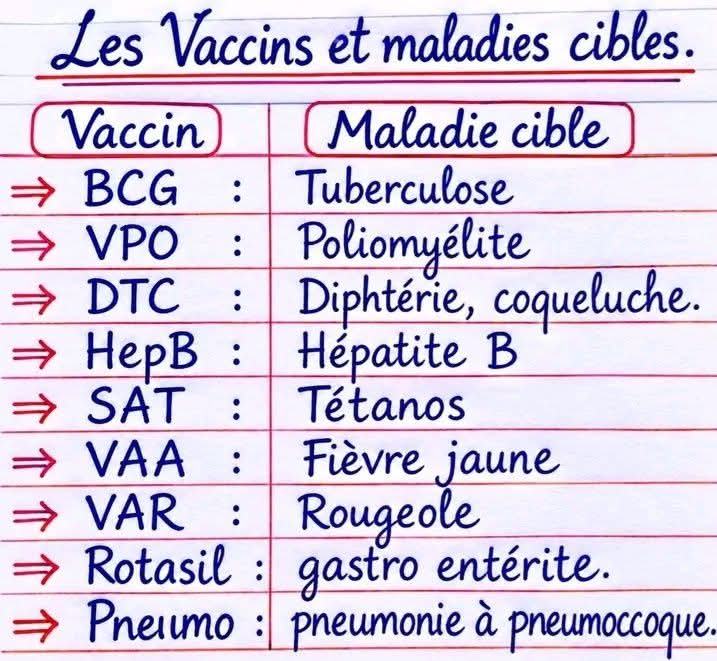 Les Vaccins et maladies cibles.
Vaccin Maladie cible
⇒ BCG : Tuberculose
⇒ VPO : Poliomyélite
⇒ DTC : Diphtérie, coqueluche.
⇒ HepB : Hépatite B
⇒ SAT : Tétanos
⇒ VAA : Fièvre jaune
⇒ VAR : Rougeole
⇒ Rotasil : gastro entérite.
⇒ Pneumo : pneumonie à pneumoccoque.